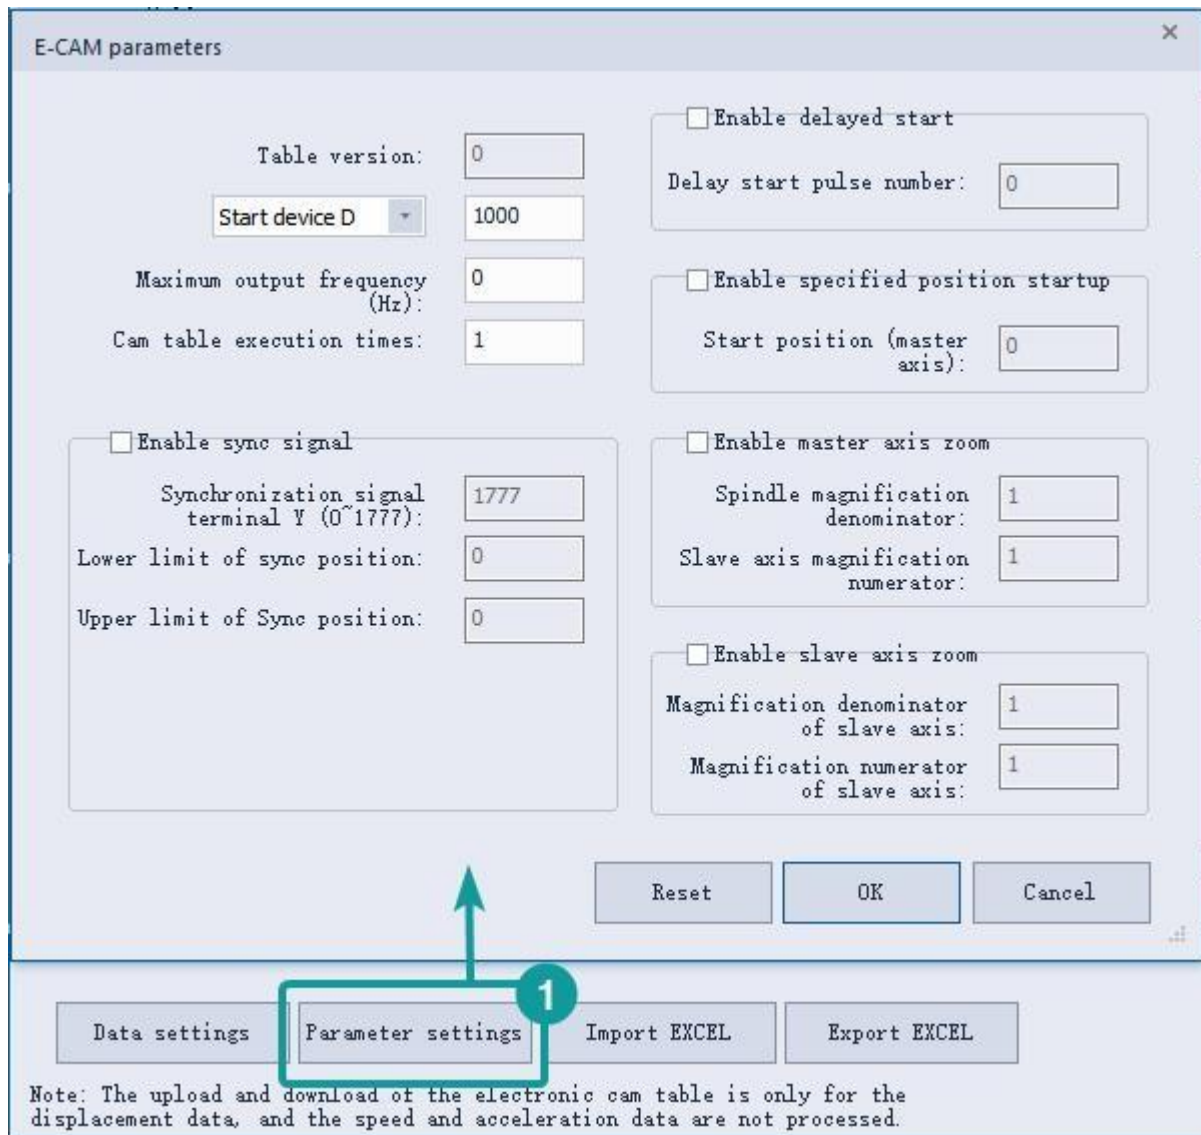 E-CAM parameters
Table version:
0
Start device D
1000
Maximum output frequency
(Hz):
0
Cam table execution times:
1
Enable sync signal
Synchronization signal
terminal Y (0~1777):
1777
Lower limit of sync position:
0
Upper limit of Sync position:
0
Enable delayed start
Delay start pulse number:
0
Enable specified position startup
Start position (master
axis):
0
Enable master axis zoom
Spindle magnification
denominator:
1
Slave axis magnification
numerator:
1
Enable slave axis zoom
Magnification denominator
of slave axis:
1
Magnification numerator
of slave axis:
1
Reset
OK
Cancel
1
Data settings
Parameter settings
Import EXCEL
Export EXCEL
Note: The upload and download of the electronic cam table is only for the
displacement data, and the speed and acceleration data are not processed.